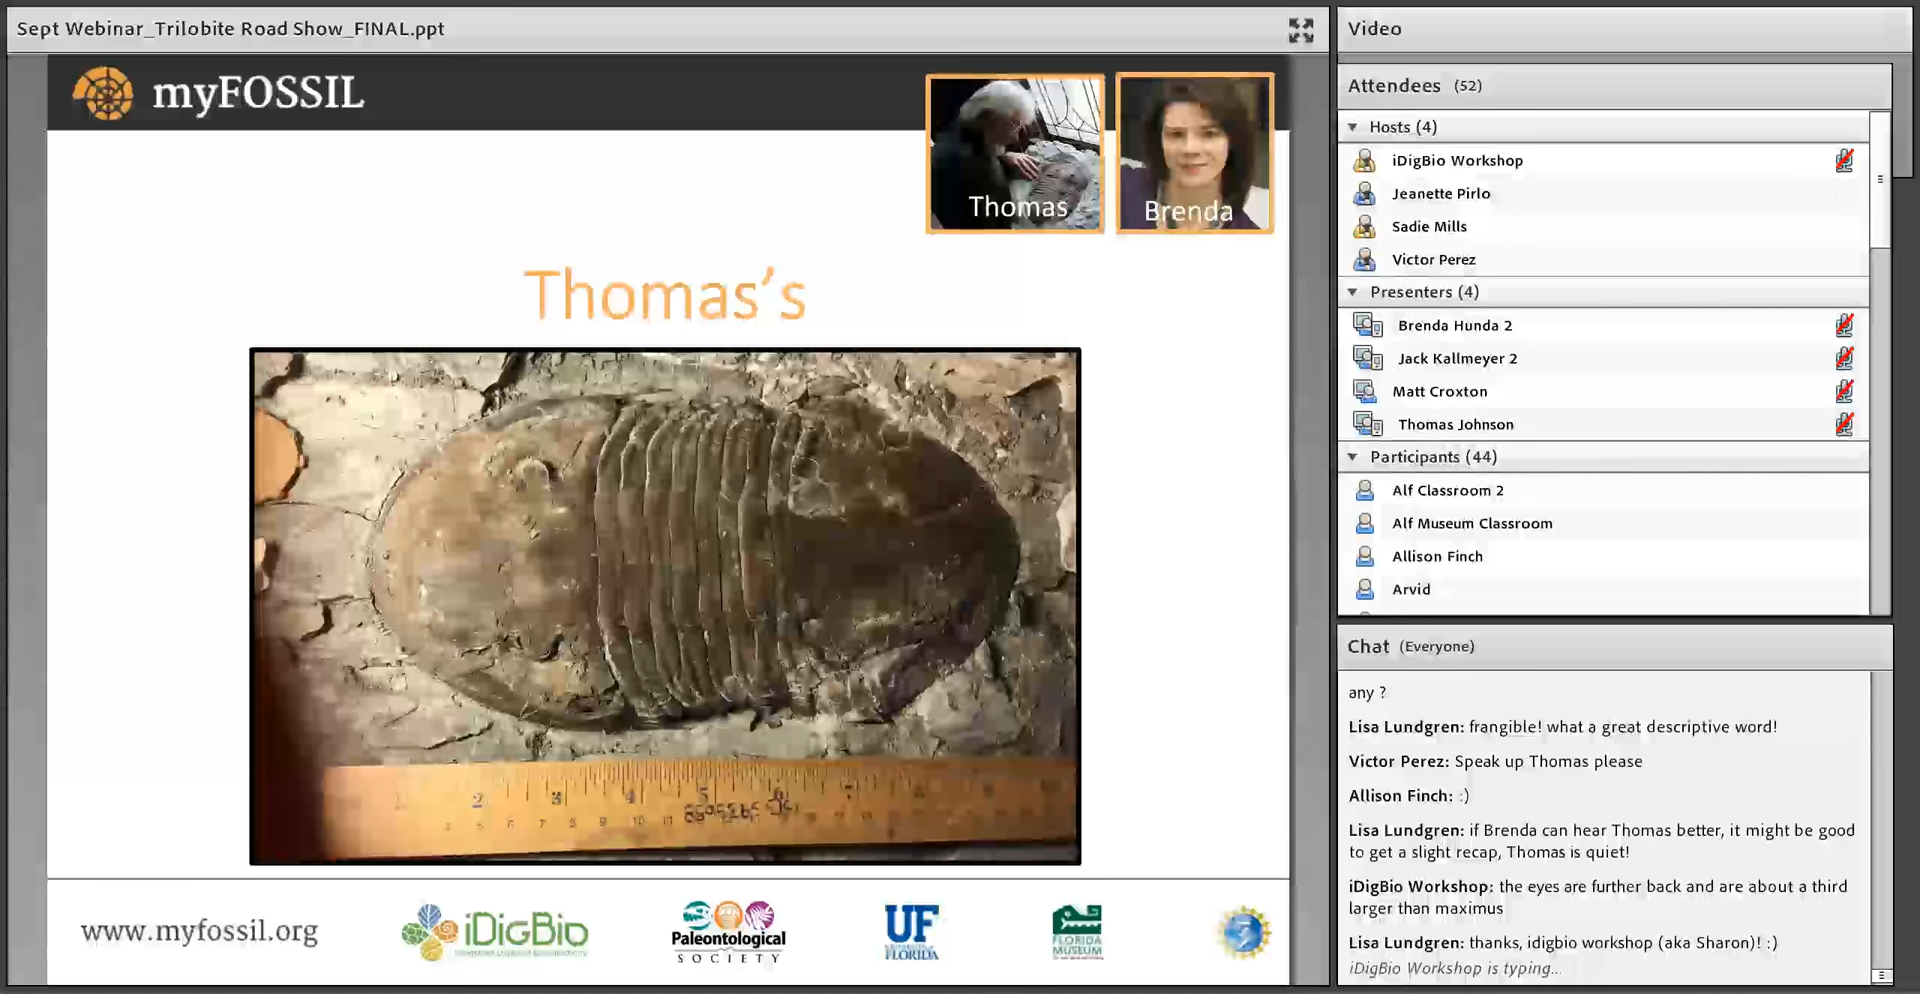 Sept Webinar_Trilobite Road Show_FINAL.ppt
myFOSSIL
Thomas
Brenda
Thomas's
2 3 4 5 6 7
www.myfossil.org
iDigBio
Paleontological
SOCIETY
UF
FLORIDA
FLORIDA
MUSEUM
Video
Attendees (52)
Hosts (4)
iDigBio Workshop
Jeanette Pirlo
Sadie Mills
Victor Perez
Presenters (4)
Brenda Hunda 2
Jack Kallmeyer 2
Matt Croxton
Thomas Johnson
Participants (44)
Alf Classroom 2
Alf Museum Classroom
Allison Finch
Arvid
Chat (Everyone)
any ?
Lisa Lundgren: frangible! what a great descriptive word!
Victor Perez: Speak up Thomas please
Allison Finch: :)
Lisa Lundgren: if Brenda can hear Thomas better, it might be good
to get a slight recap, Thomas is quiet!
iDigBio Workshop: the eyes are further back and are about a third
larger than maximus
Lisa Lundgren: thanks, idigbio workshop (aka Sharon)! :)
iDigBio Workshop is typing...